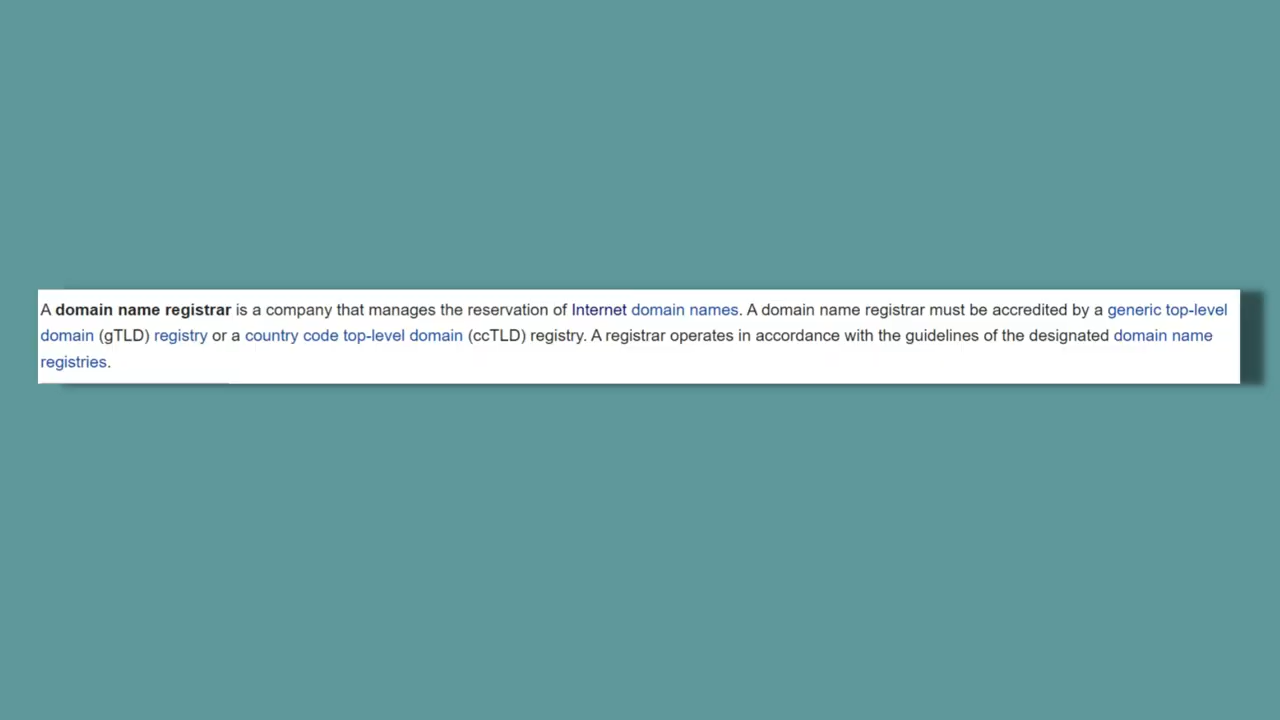 A domain name registrar is a company that manages the reservation of Internet domain names. A domain name registrar must be accredited by a generic top-level
domain (gTLD) registry or a country code top-level domain (ccTLD) registry. A registrar operates in accordance with the guidelines of the designated domain name
registries.